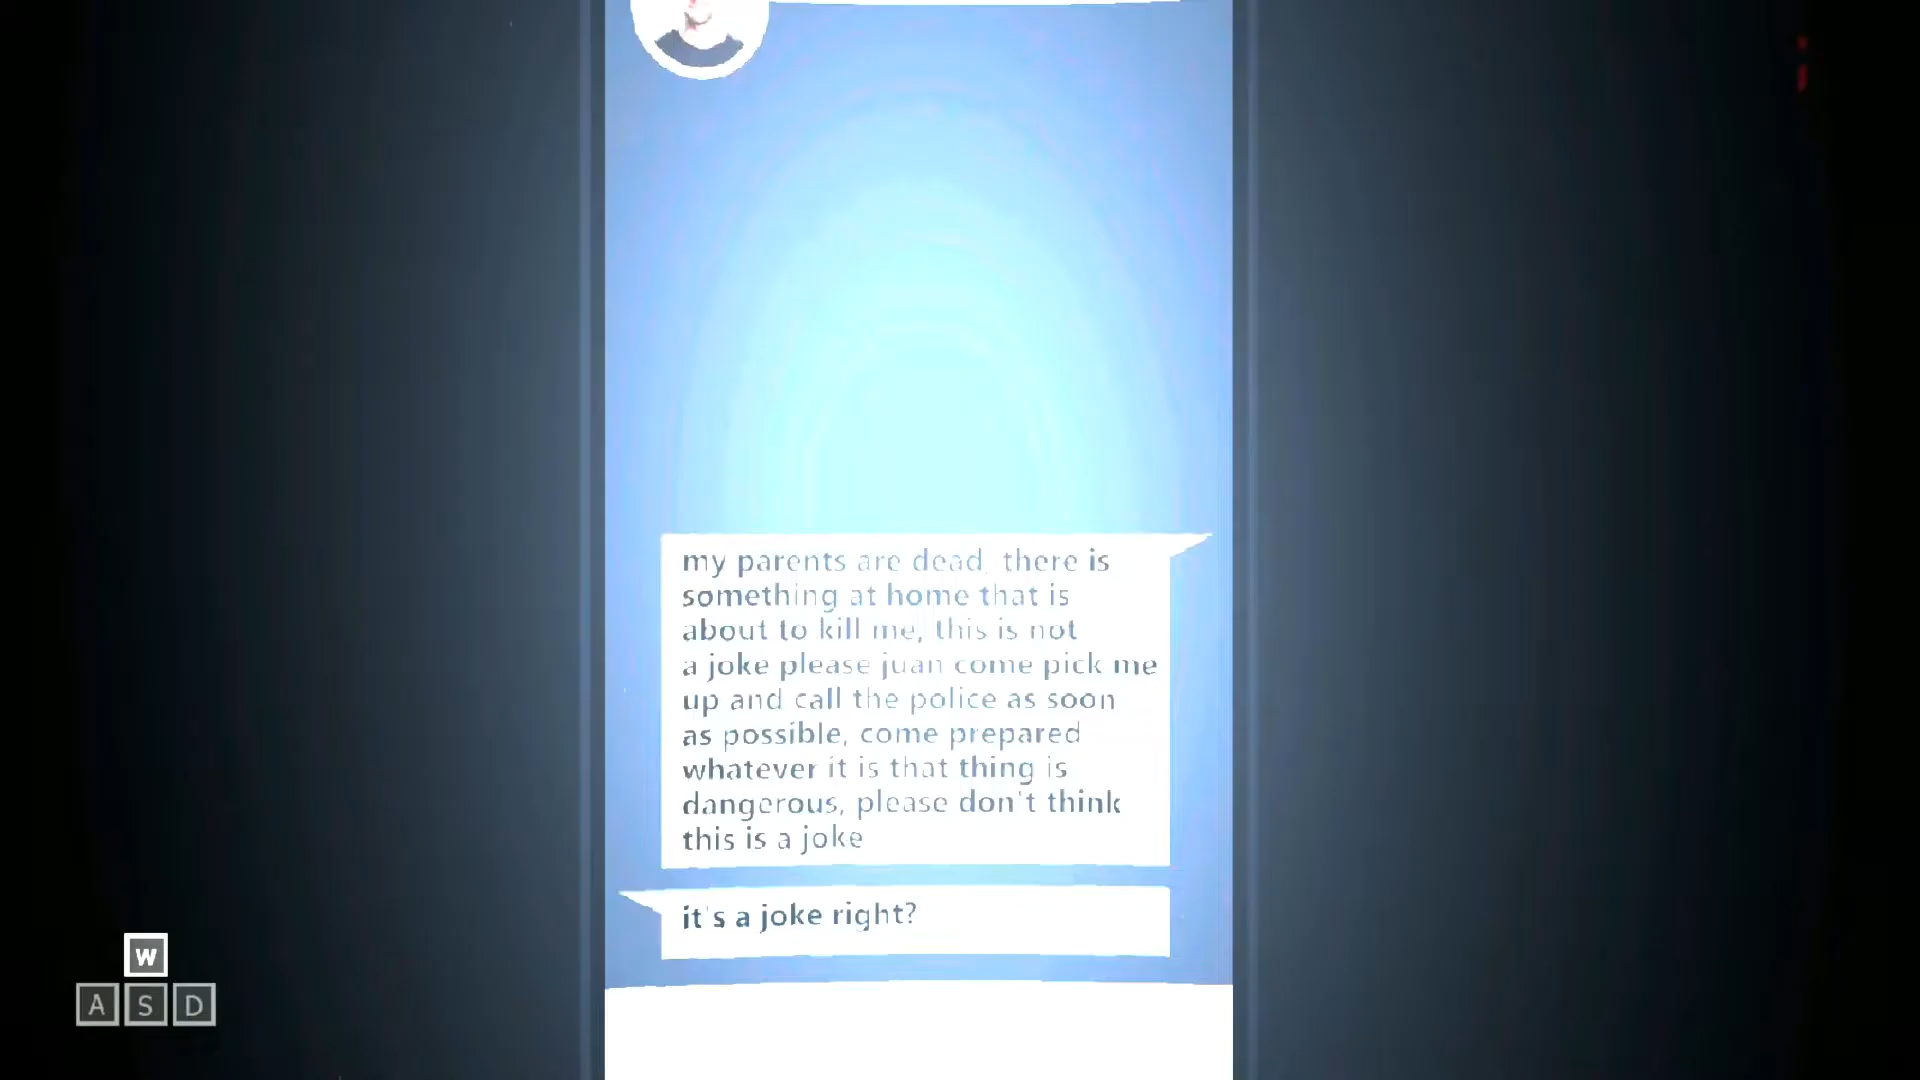 my parents are dead, there is
something at home that is
about to kill me, this is not
a joke please juan come pick me
up and call the police as soon
as possible, come prepared
whatever it is that thing is
dangerous, please don't think
this is a joke
it's a joke right?
W
A S D